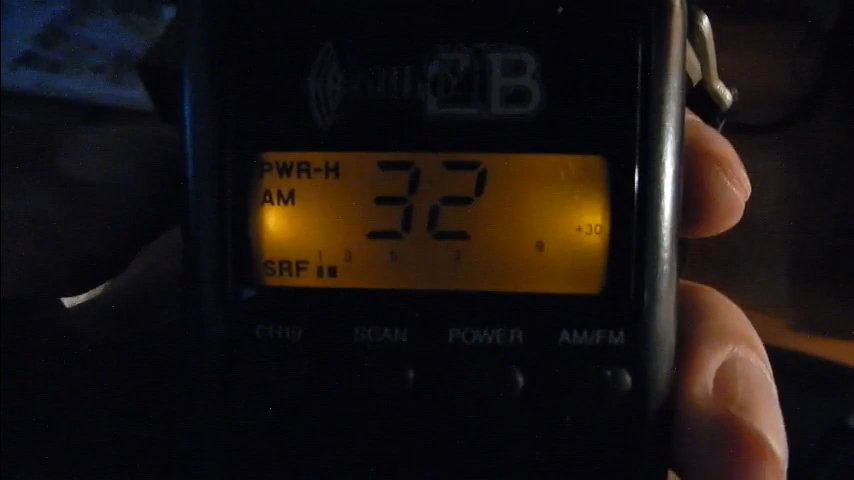 CB
PWR-H
AM
32
+30
1 3 5 7 9
SRF
CH19 SCAN POWER AM/FM